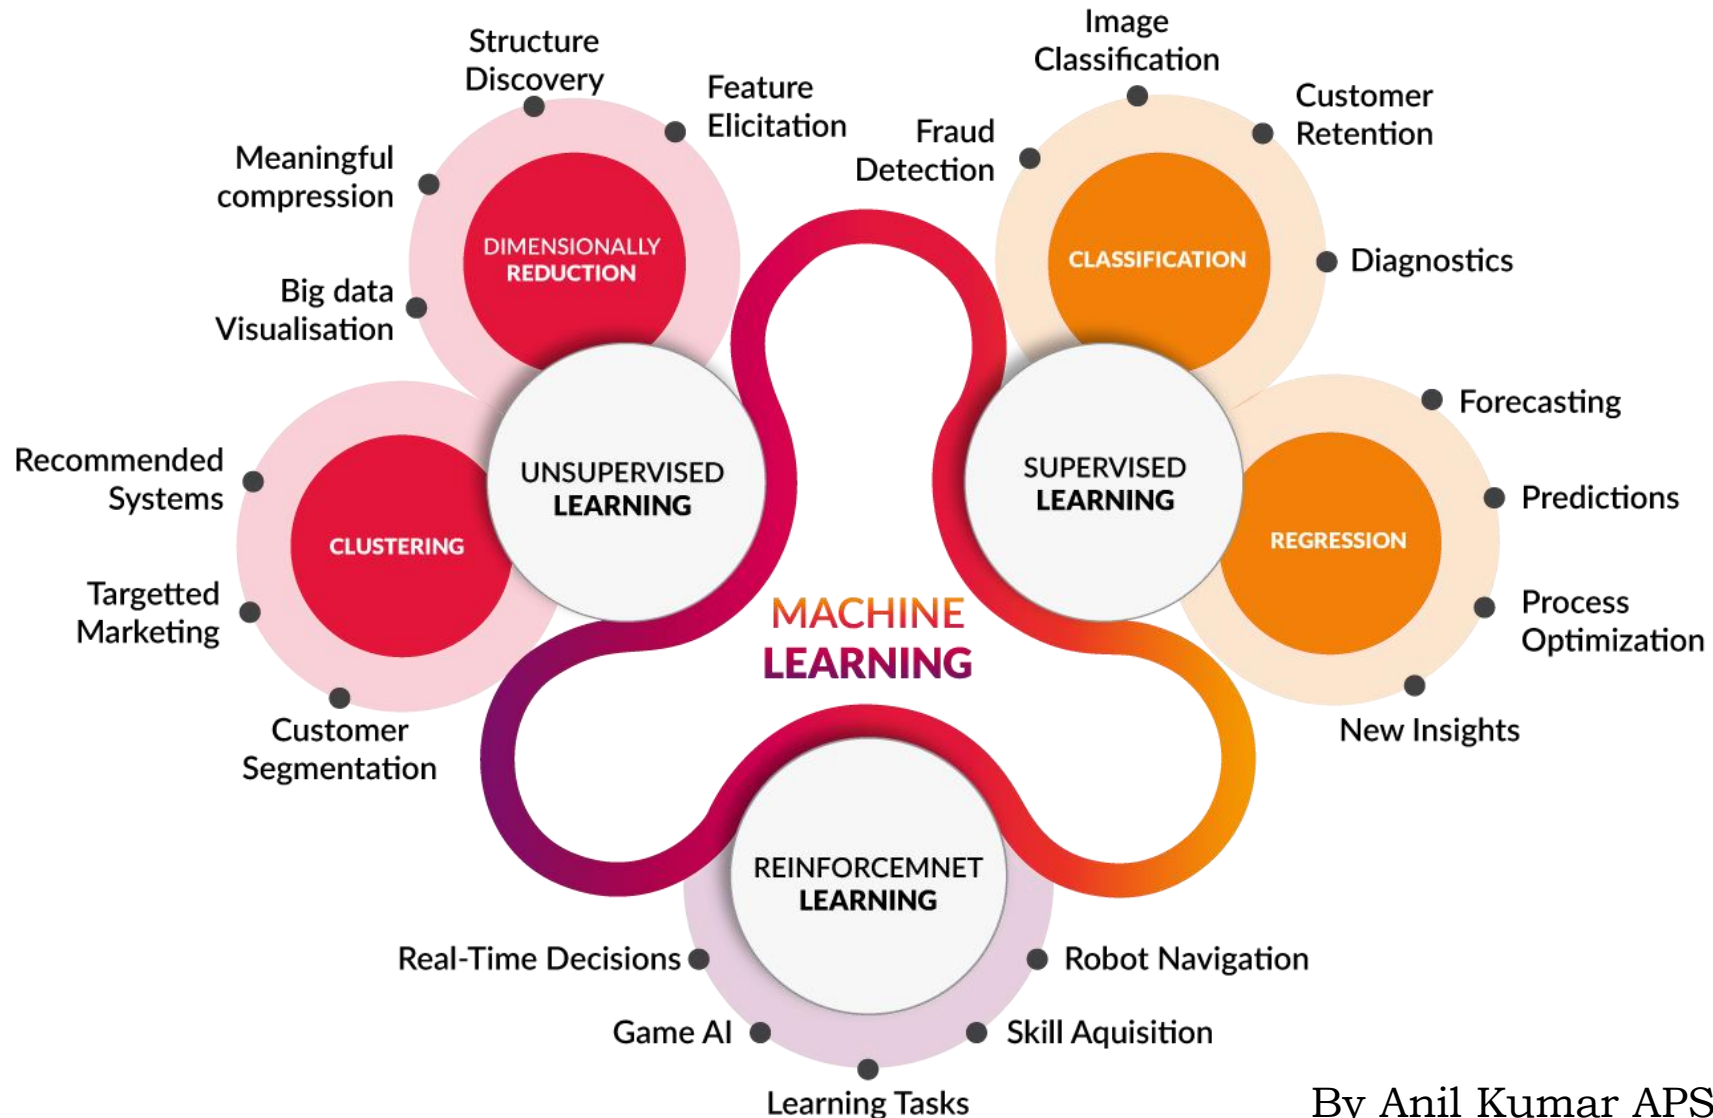 Structure
Discovery
Feature
Elicitation
Meaningful
compression
DIMENSIONALLY
REDUCTION
Big data
Visualisation
Recommended
Systems
Targetted
Marketing
Customer
Segmentation
CLUSTERING
UNSUPERVISED
LEARNING
Image
Classification
Customer
Retention
Fraud
Detection
CLASSIFICATION
Diagnostics
SUPERVISED
LEARNING
REGRESSION
Forecasting
Predictions
Process
Optimization
New Insights
MACHINE
LEARNING
REINFORCEMNET
LEARNING
Real-Time Decisions
Robot Navigation
Game AI
Skill Aquisition
Learning Tasks
By Anil Kumar APS